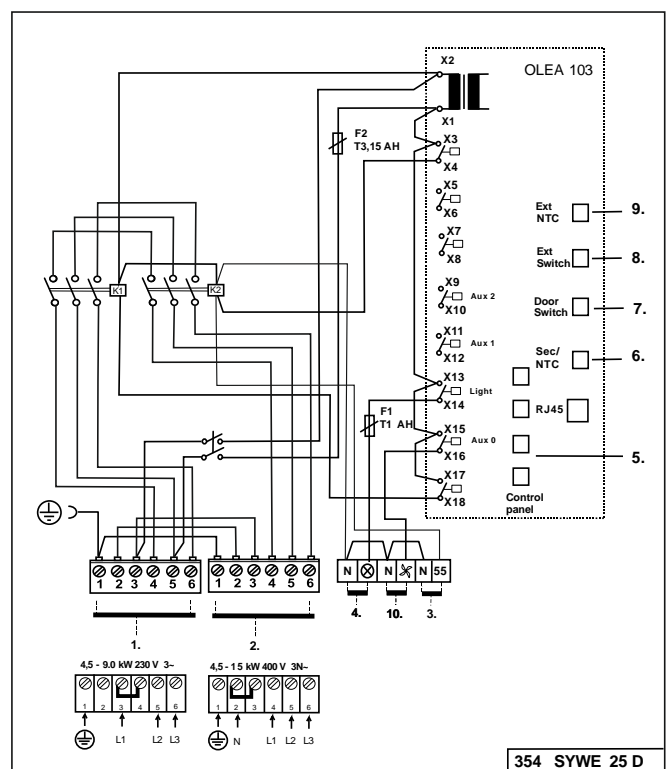 X2
OLEA 103
X1
F2
T3,15 AH
X3
X4
X5
X6
Ext
NTC
9.
X7
X8
Ext
Switch
8.
K1
K2
X9
Aux 2
X10
Door
Switch
7.
X11
Aux 1
X12
Sec/
NTC
6.
X13
Light
X14
F1
T1 AH
RJ45
X15
Aux 0
X16
5.
X17
X18
Control
panel
1 2 3 4 5 6
1 2 3 4 5 6
N N N 55
4. 10. 3.
1. 2.
4,5 - 9.0 kW 230 V 3~
4,5 - 15 kW 400 V 3N~
1 2 3 4 5 6
1 2 3 4 5 6
L1 L2 L3
N L1 L2 L3
354 SYWE 25 D